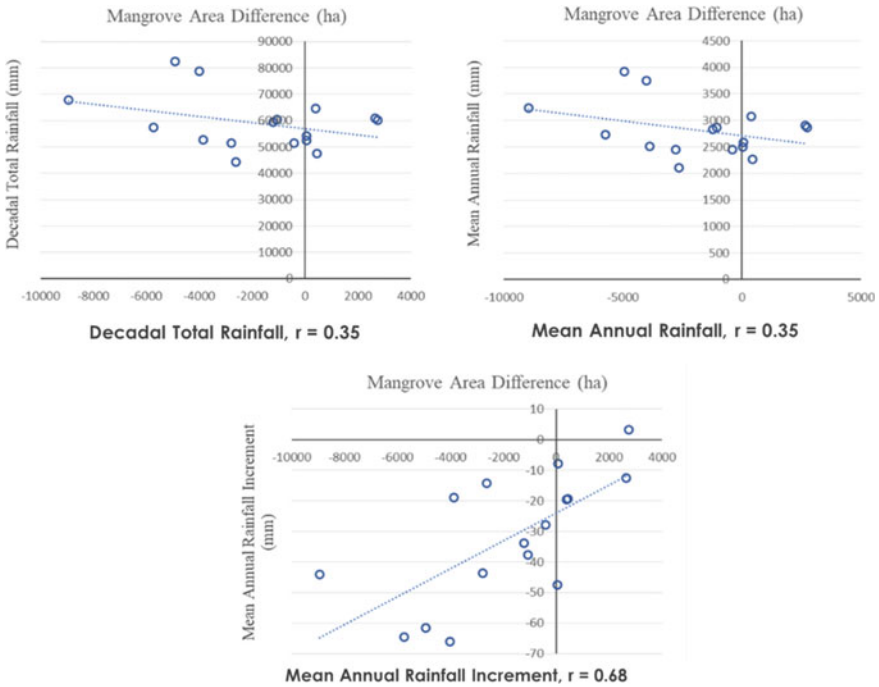 Mangrove Area Difference (ha)
Decadal Total Rainfall (mm)
90000
80000
70000
60000
50000
40000
30000
20000
10000
0
-10000 -8000 -6000 -4000 -2000 0 2000 4000
Decadal Total Rainfall, r = 0.35
Mangrove Area Difference (ha)
Mean Annual Rainfall (mm)
4500
4000
3500
3000
2500
2000
1500
1000
500
0
-10000 -5000 0 5000
Mean Annual Rainfall, r = 0.35
Mangrove Area Difference (ha)
Mean Annual Rainfall Increment
(mm)
10
0
-10000 -8000 -6000 -4000 -2000 0 2000 4000
-10
-20
-30
-40
-50
-60
-70
Mean Annual Rainfall Increment, r = 0.68